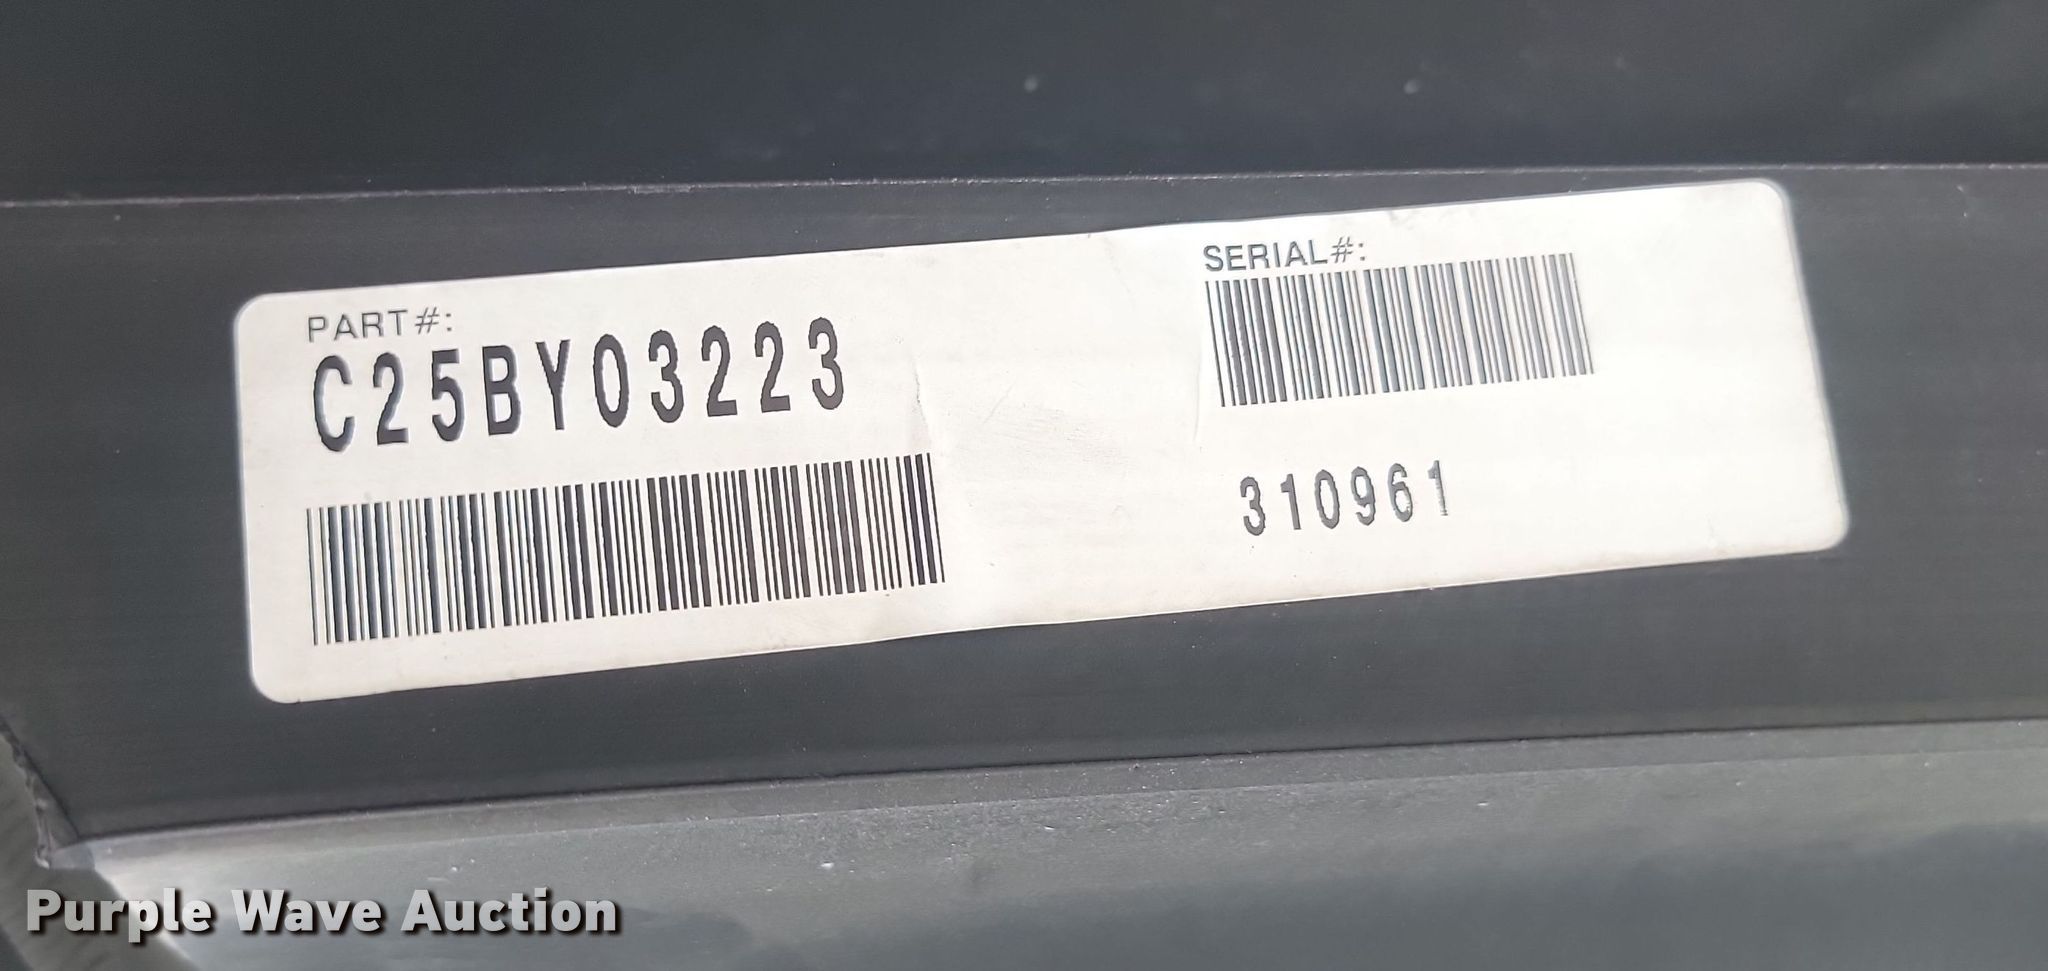 PART#:
C25BY03223
SERIAL#:
310961
Purple Wave Auction